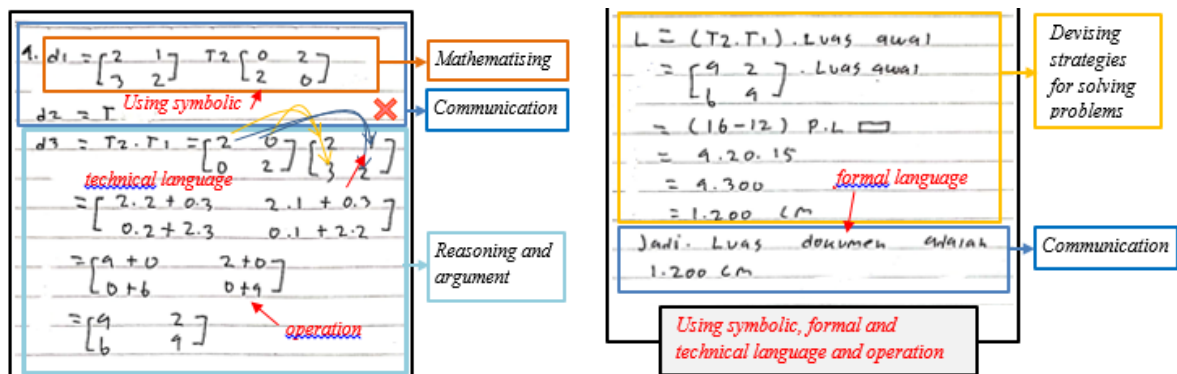 4. d1 = [2 1] T2 [0 2]
[3 2] [2 0]
Using symbolic
d2 = T
d3 = T2.T1 = [2 0] [2 1]
[0 2] [3 2]
technical language
= [2.2 + 0.3 2.1 + 0.3]
[0.2 + 2.3 0.1 + 2.2]
= [4 + 0 2 + 0]
[0 + 6 0 + 4]
operation
= [4 2]
[6 4]
Mathematising
Communication
Reasoning and
argument
L = (T2.T1) . Luas awal
= [4 2] . Luas awal
[6 4]
= (16-12) P.L ▭
= 4.20.15
= 4.300
formal language
= 1.200 cm
Jadi. Luas dokumen adalah
1.200 cm
Using symbolic, formal and
technical language and operation
Devising
strategies
for solving
problems
Communication